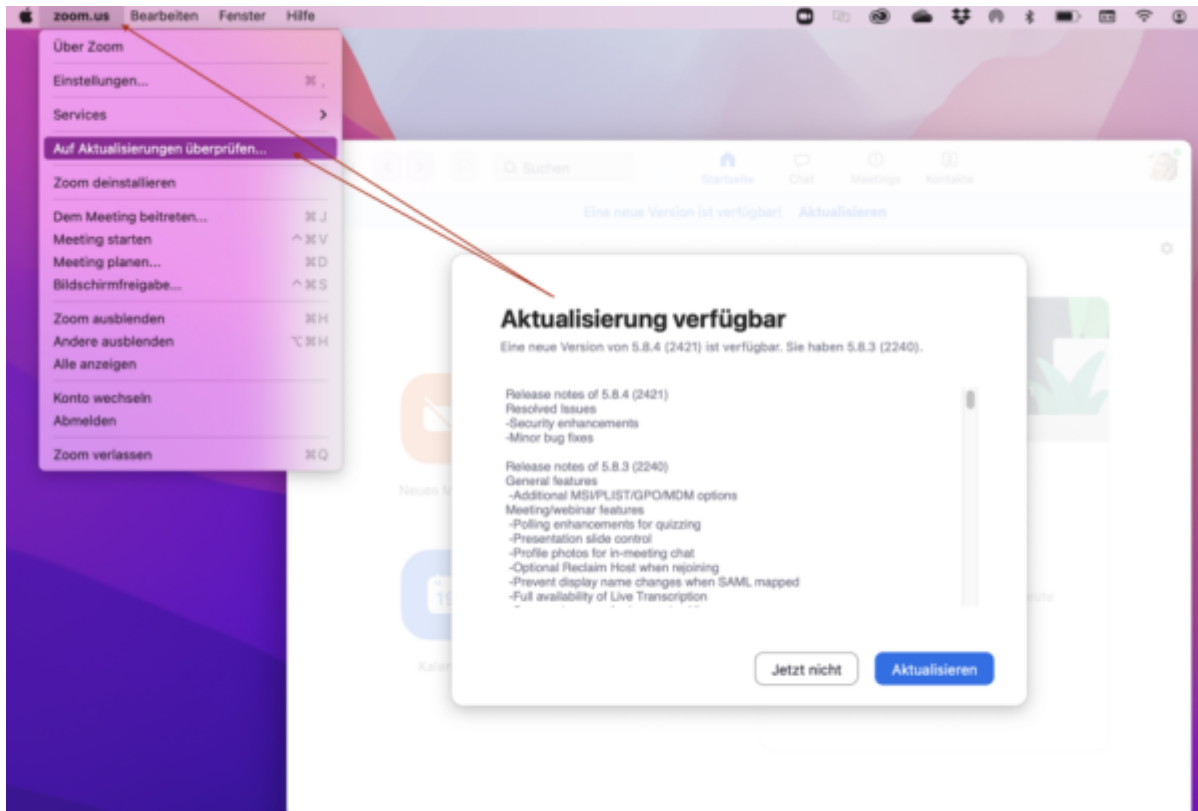 zoom.us Bearbeiten Fenster Hilfe
Über Zoom
Einstellungen... ⌘ ,
Services
Auf Aktualisierungen überprüfen...
Zoom deinstallieren
Dem Meeting beitreten... ⌘ J
Meeting starten ^ ⌘ V
Meeting planen... ⌘ D
Bildschirmfreigabe... ^ ⌘ S
Zoom ausblenden ⌘ H
Andere ausblenden ⌥ ⌘ H
Alle anzeigen
Konto wechseln
Abmelden
Zoom verlassen ⌘ Q
Suchen
Startseite Chat Meetings Kontakte
Eine neue Version ist verfügbar! Aktualisieren
Neues
19
Aktualisierung verfügbar
Eine neue Version von 5.8.4 (2421) ist verfügbar. Sie haben 5.8.3 (2240).
Release notes of 5.8.4 (2421)
Resolved Issues
-Security enhancements
-Minor bug fixes
Release notes of 5.8.3 (2240)
General features
-Additional MSI/PLIST/GPO/MDM options
Meeting/webinar features
-Polling enhancements for quizzing
-Presentation slide control
-Profile photos for in-meeting chat
-Optional Reclaim Host when rejoining
-Prevent display name changes when SAML mapped
-Full availability of Live Transcription
Jetzt nicht Aktualisieren